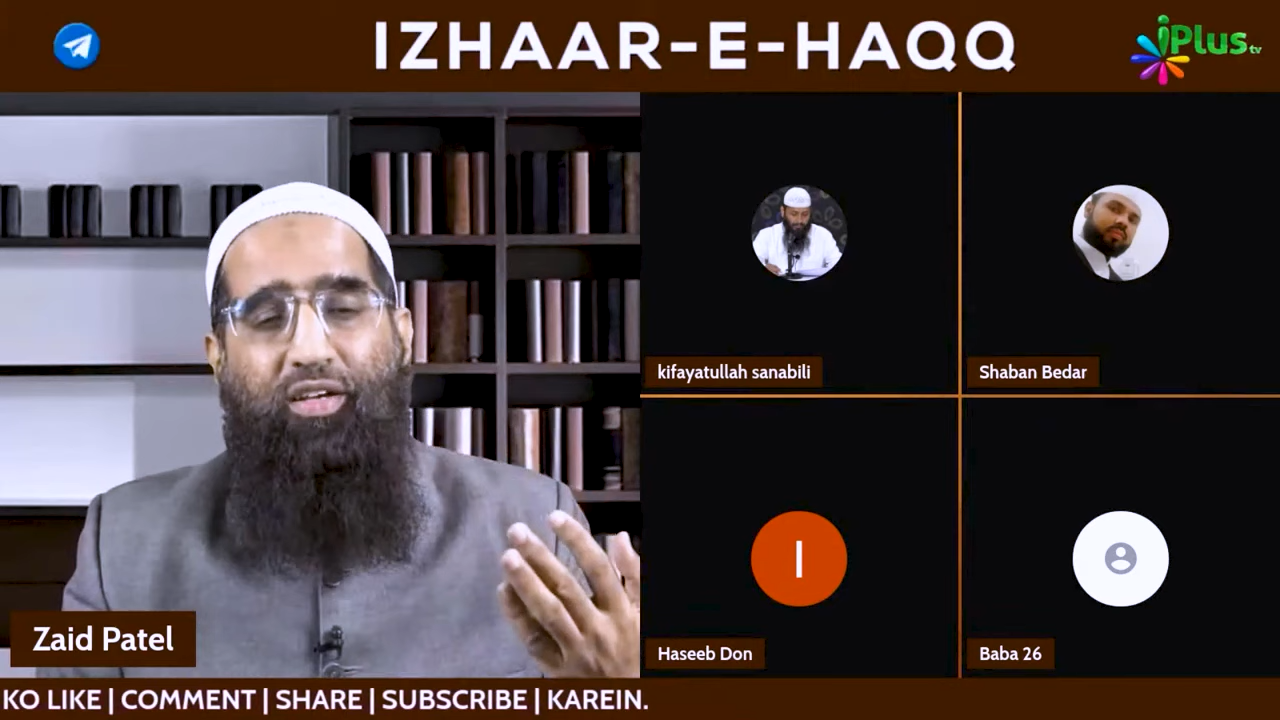 IZHAAR-E-HAQQ
iPlus tv
kifayatullah sanabili
Shaban Bedar
Zaid Patel
I
Haseeb Don
Baba 26
KO LIKE | COMMENT | SHARE | SUBSCRIBE | KAREIN.